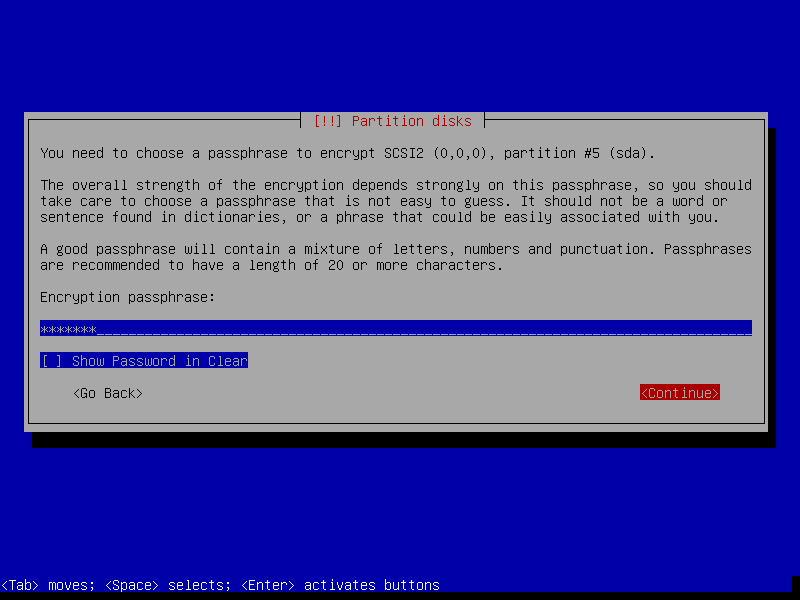 [!!] Partition disks
You need to choose a passphrase to encrypt SCSI2 (0,0,0), partition #5 (sda).
The overall strength of the encryption depends strongly on this passphrase, so you should
take care to choose a passphrase that is not easy to guess. It should not be a word or
sentence found in dictionaries, or a phrase that could be easily associated with you.
A good passphrase will contain a mixture of letters, numbers and punctuation. Passphrases
are recommended to have a length of 20 or more characters.
Encryption passphrase:
*******
[ ] Show Password in Clear
<Go Back> <Continue>
<Tab> moves; <Space> selects; <Enter> activates buttons